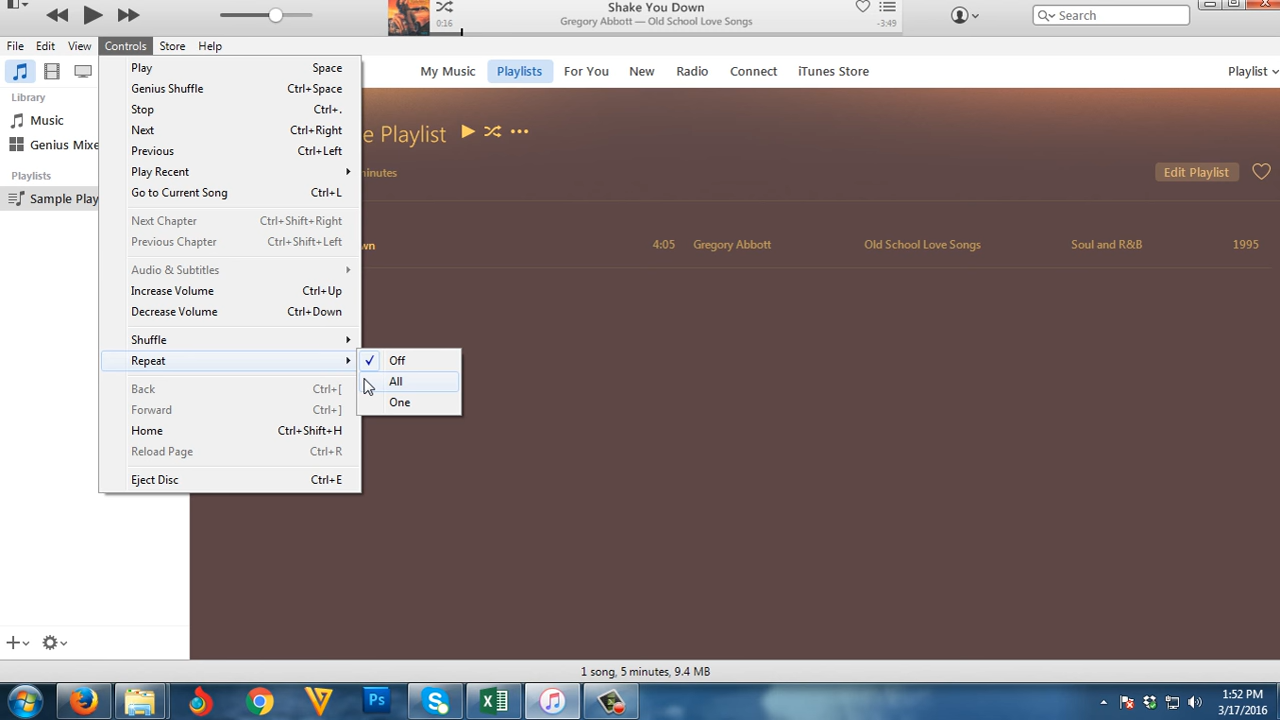 Shake You Down
0:16
Gregory Abbott — Old School Love Songs
-3:49
Search
File Edit View Controls Store Help
My Music Playlists For You New Radio Connect iTunes Store Playlist
Library
Music
Genius Mixe
Playlists
Sample Play
Play Space
Genius Shuffle Ctrl+Space
Stop Ctrl+.
Next Ctrl+Right
Previous Ctrl+Left
Play Recent
Go to Current Song Ctrl+L
Next Chapter Ctrl+Shift+Right
Previous Chapter Ctrl+Shift+Left
Audio & Subtitles
Increase Volume Ctrl+Up
Decrease Volume Ctrl+Down
Shuffle
Repeat
Back Ctrl+[
Forward Ctrl+]
Home Ctrl+Shift+H
Reload Page Ctrl+R
Eject Disc Ctrl+E
Off
All
One
e Playlist
minutes
Edit Playlist
wn 4:05 Gregory Abbott Old School Love Songs Soul and R&B 1995
1 song, 5 minutes, 9.4 MB
Ps
1:52 PM
3/17/2016